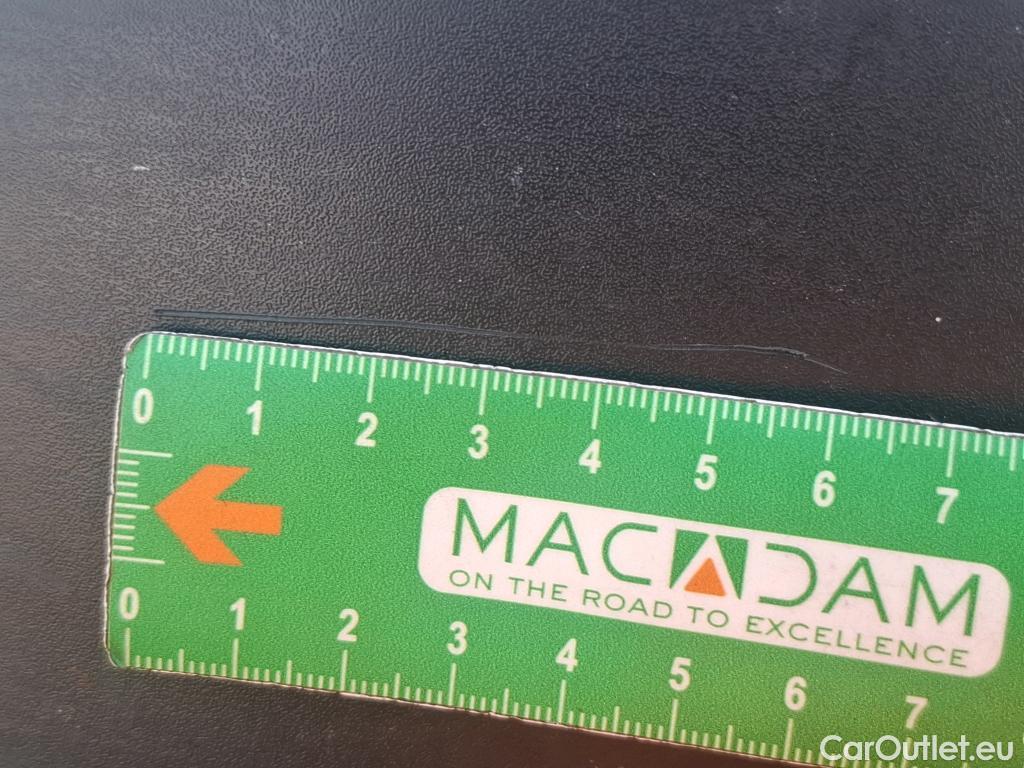 0 1 2 3 4 5 6 7
MACADAM
ON THE ROAD TO EXCELLENCE
0 1 2 3 4 5 6 7
CarOutlet.eu